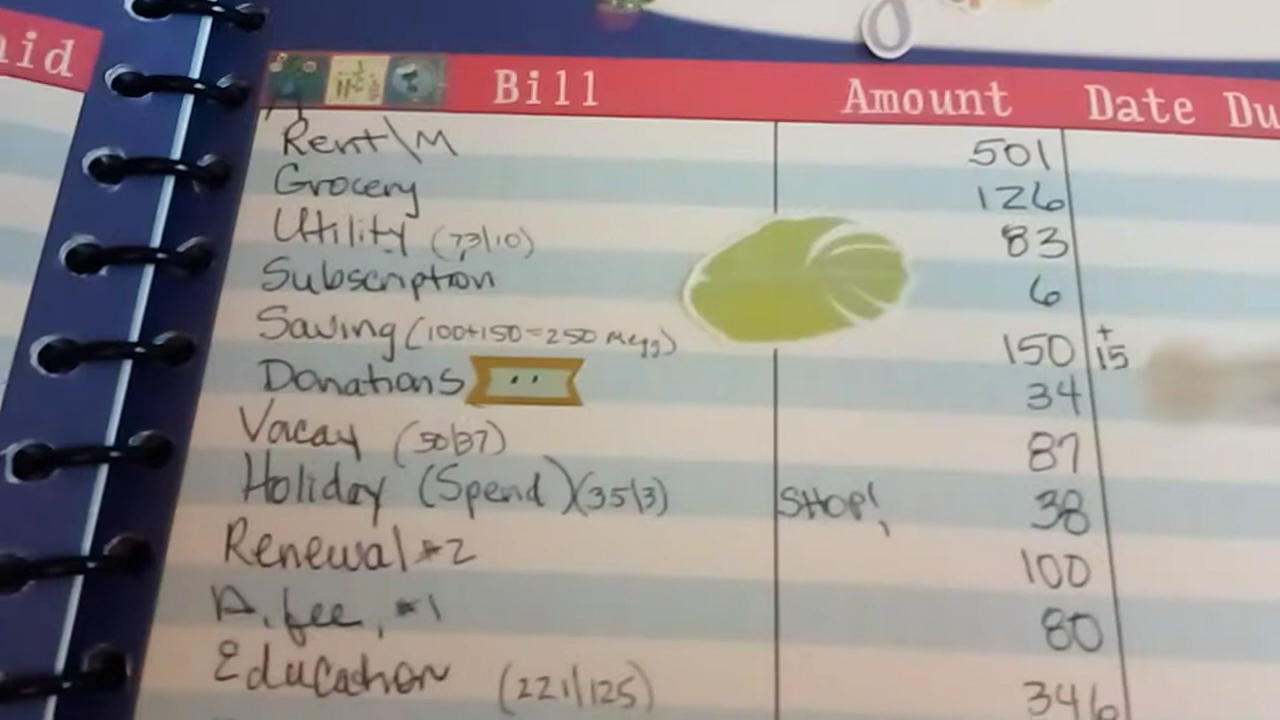 aid
Bill Amount Date Du
Rent\M 501
Grocery 126
Utility (73\10) 83
Subscription 6
Saving (100+150=250 ) 150 + 15
Donations 34
Vacay (50\37) 87
Holiday (Spend) (35\3) SHOP! 38
Renewal #2 100
A. fee, #1 80
Education (221/125) 346